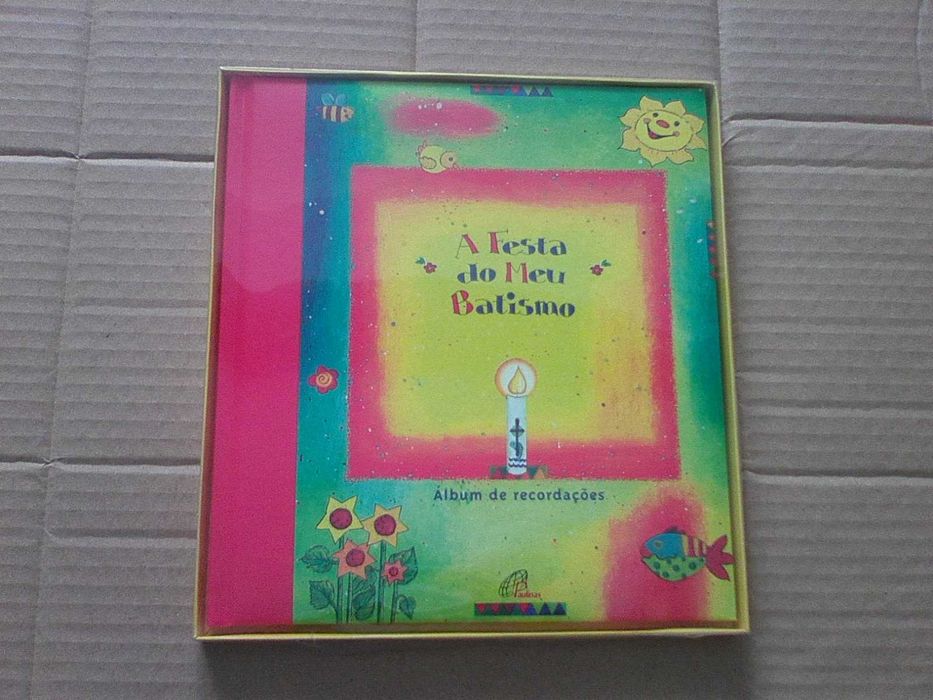 A Festa
do Meu
Batismo
Álbum de recordações
Paulinas